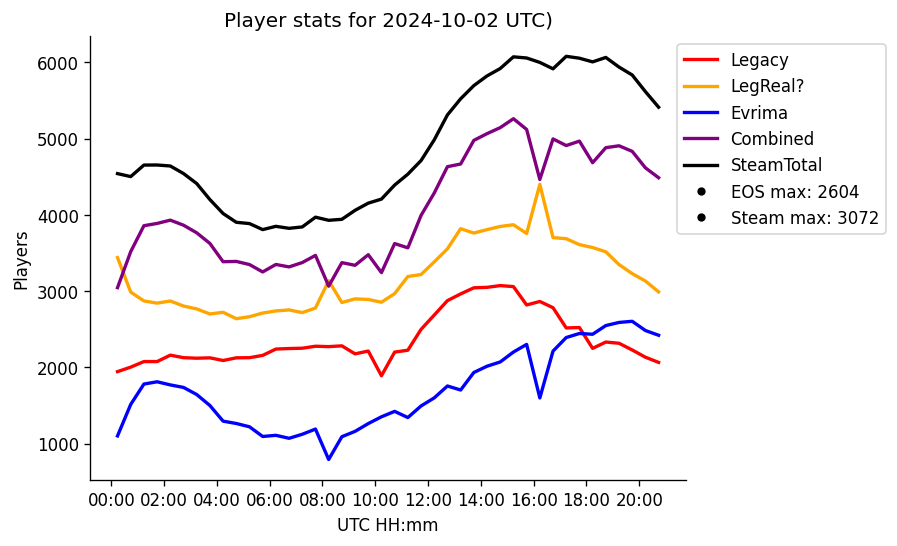 Player stats for 2024-10-02 UTC)
Legacy
LegReal?
Evrima
Combined
SteamTotal
EOS max: 2604
Steam max: 3072
6000
5000
4000
3000
2000
1000
Players
00:00 02:00 04:00 06:00 08:00 10:00 12:00 14:00 16:00 18:00 20:00
UTC HH:mm